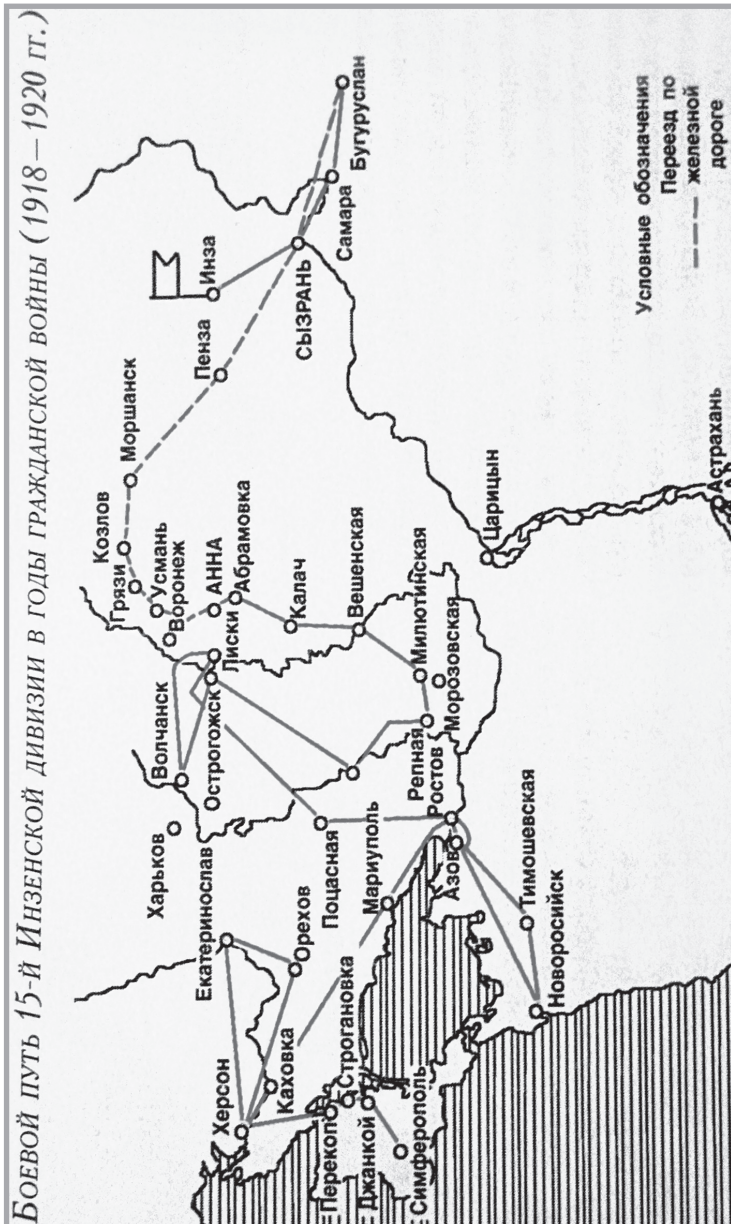 Боевой путь 15-й Инзенской дивизии в годы гражданской войны (1918–1920 гг.)
Инза
Бугуруслан
Самара
СЫЗРАНЬ
Пенза
Моршанск
Козлов
Грязи
Усмань
Воронеж
АННА
Абрамовка
Лиски
Калач
Вешенская
Царицын
Астрахань
Милютинская
Морозовская
Волчанск
Острогожск
Харьков
Репная
Ростов
Азов
Поцасная
Мариуполь
Екатеринослав
Орехов
Тимошевская
Новоросийск
Херсон
Каховка
Строгановка
Перекоп
Джанкой
Симферополь
Условные обозначения
Переезд по
железной
дороге